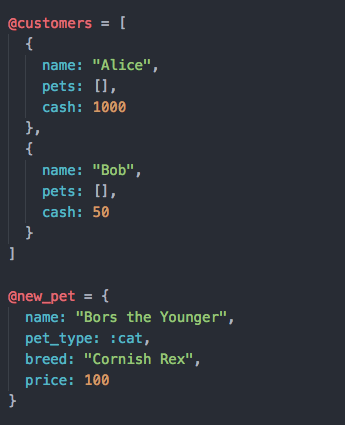 @customers = [
  {
    name: "Alice",
    pets: [],
    cash: 1000
  },
  {
    name: "Bob",
    pets: [],
    cash: 50
  }
]

@new_pet = {
  name: "Bors the Younger",
  pet_type: :cat,
  breed: "Cornish Rex",
  price: 100
}